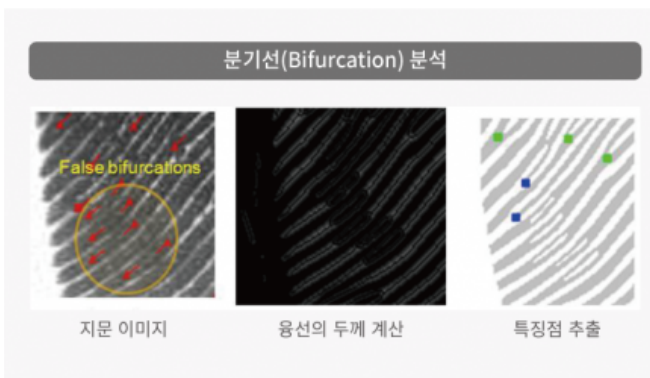 분기선(Bifurcation) 분석
False bifurcations
지문 이미지
융선의 두께 계산
특징점 추출